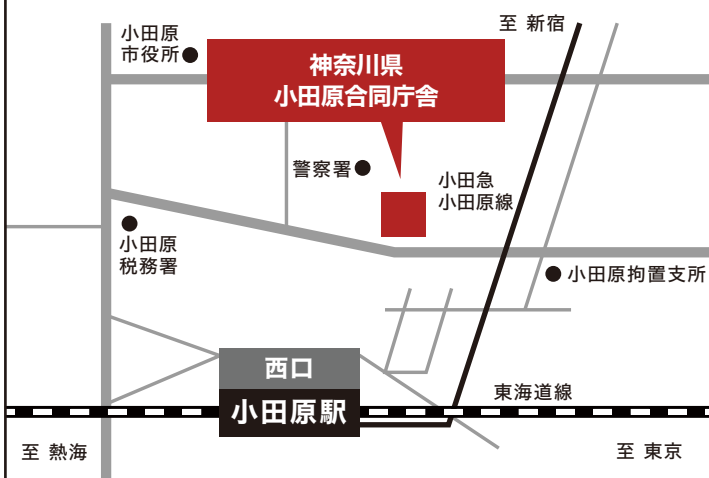 至 新宿
小田原
市役所
神奈川県
小田原合同庁舎
警察署
小田急
小田原線
小田原
税務署
小田原拘置支所
西口
小田原駅
東海道線
至 熱海
至 東京